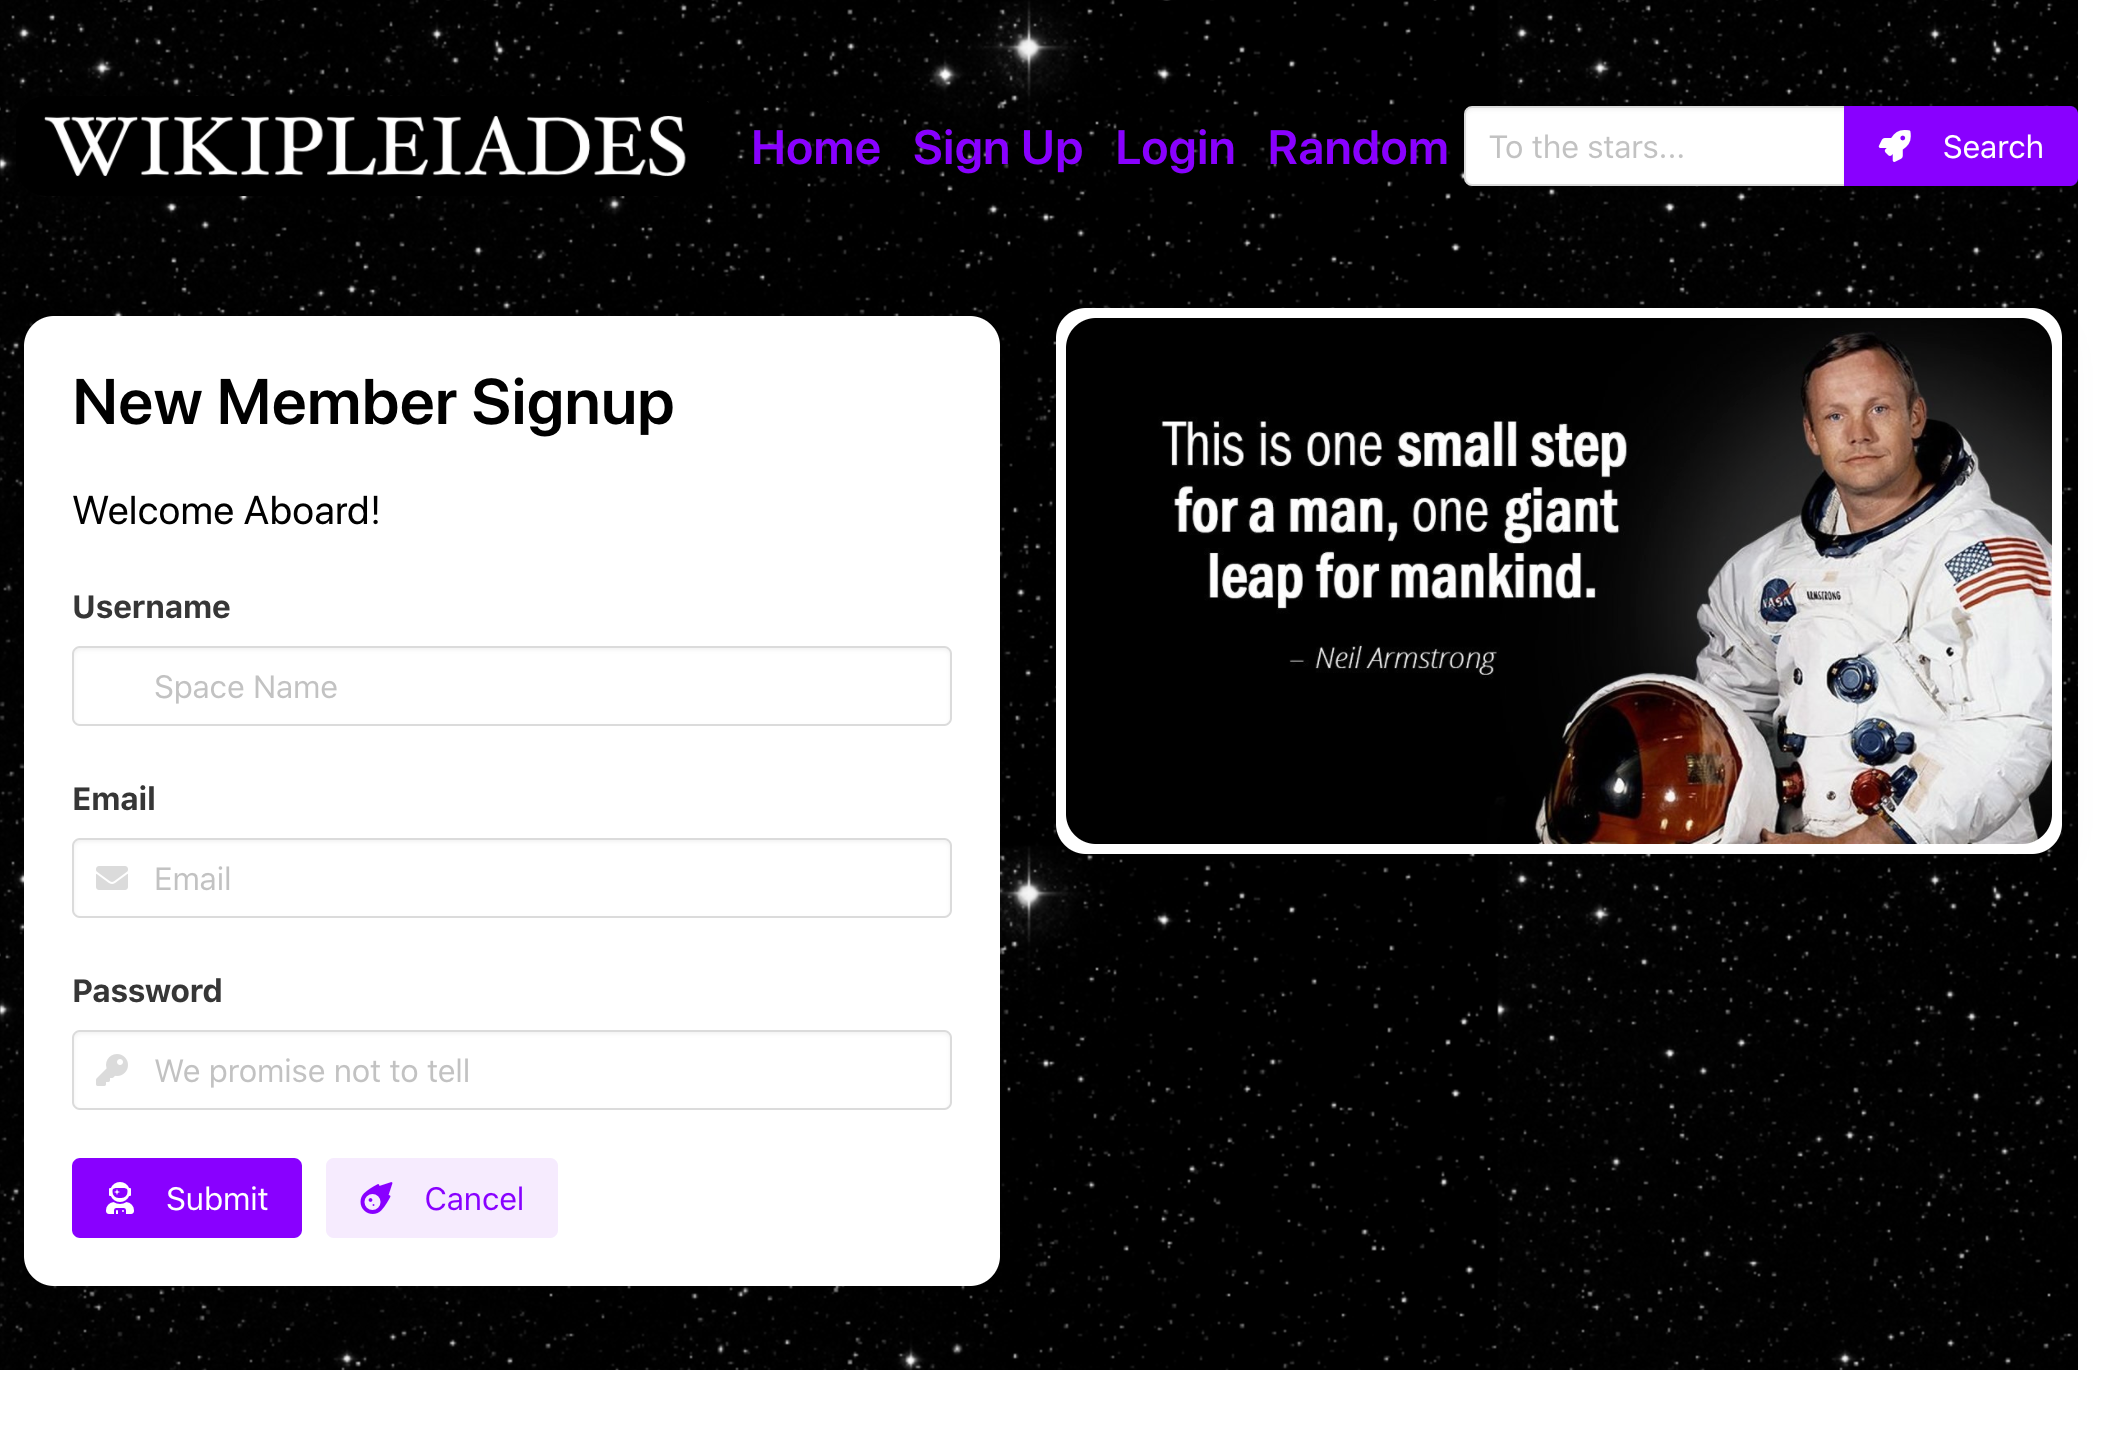 WIKIPLEIADES
Home Sign Up Login Random To the stars... Search
New Member Signup
Welcome Aboard!
Username
Space Name
Email
Email
Password
We promise not to tell
Submit Cancel
This is one small step
for a man, one giant
leap for mankind.
– Neil Armstrong
NASA
ARMSTRONG